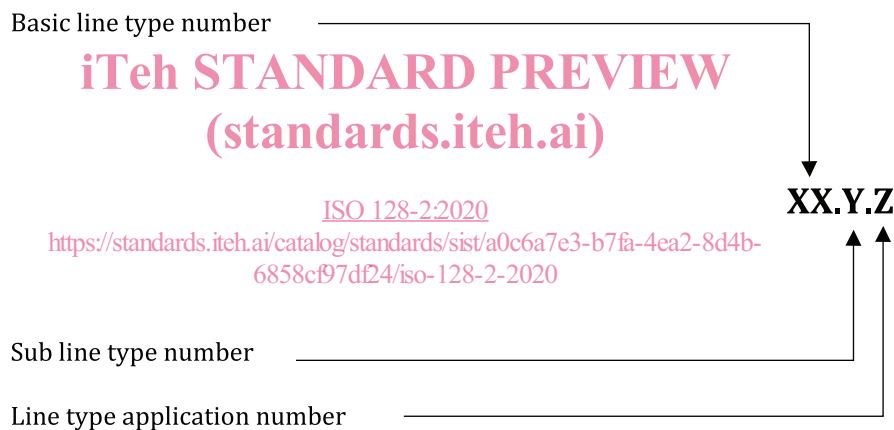 Basic line type number
iTeh STANDARD PREVIEW
(standards.iteh.ai)
XX.Y.Z
ISO 128-2:2020
https://standards.iteh.ai/catalog/standards/sist/a0c6a7e3-b7fa-4ea2-8d4b-
6858cf97df24/iso-128-2-2020
Sub line type number
Line type application number